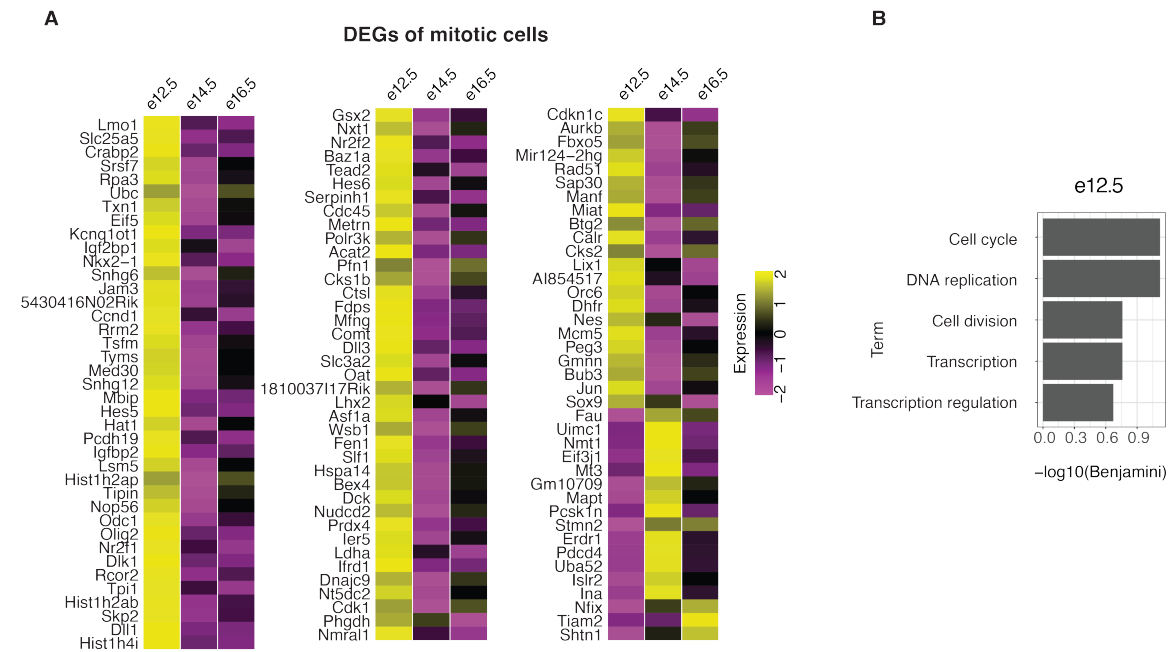 A
B
DEGs of mitotic cells
e12.5
e14.5
e16.5
Lmo1
Slc25a5
Crabp2
Srsf7
Rpa3
Ubc
Txn1
Eif5
Kcnq1ot1
Igf2bp1
Nkx2−1
Snhg6
Jam3
5430416N02Rik
Ccnd1
Rrm2
Tsfm
Tyms
Med30
Snhg12
Mbip
Hes5
Hat1
Pcdh19
Igfbp2
Lsm5
Hist1h2ap
Tipin
Nop56
Odc1
Olig2
Nr2f1
Dlk1
Rcor2
Tpi1
Hist1h2ab
Skp2
Dll1
Hist1h4i
e12.5
e14.5
e16.5
Gsx2
Nxt1
Nr2f2
Baz1a
Tead2
Hes6
Serpinh1
Cdc45
Metrn
Polr3k
Acat2
Pfn1
Cks1b
Ctsl
Fdps
Mfng
Comt
Dll3
Slc3a2
Oat
1810037I17Rik
Lhx2
Asf1a
Wsb1
Fen1
Slf1
Hspa14
Bex4
Dck
Nudcd2
Prdx4
Ier5
Ldha
Ifrd1
Dnajc9
Nt5dc2
Cdk1
Phgdh
Nmral1
e12.5
e14.5
e16.5
Cdkn1c
Aurkb
Fbxo5
Mir124−2hg
Rad51
Sap30
Manf
Miat
Btg2
Calr
Cks2
Lix1
AI854517
Orc6
Dhfr
Nes
Mcm5
Peg3
Gmnn
Bub3
Jun
Sox9
Fau
Uimc1
Nmt1
Eif3j1
Mt3
Gm10709
Mapt
Pcsk1n
Stmn2
Erdr1
Pdcd4
Uba52
Islr2
Ina
Nfix
Tiam2
Shtn1
Expression
2
1
0
−1
−2
e12.5
Term
Cell cycle
DNA replication
Cell division
Transcription
Transcription regulation
0.0 0.3 0.6 0.9
−log10(Benjamini)